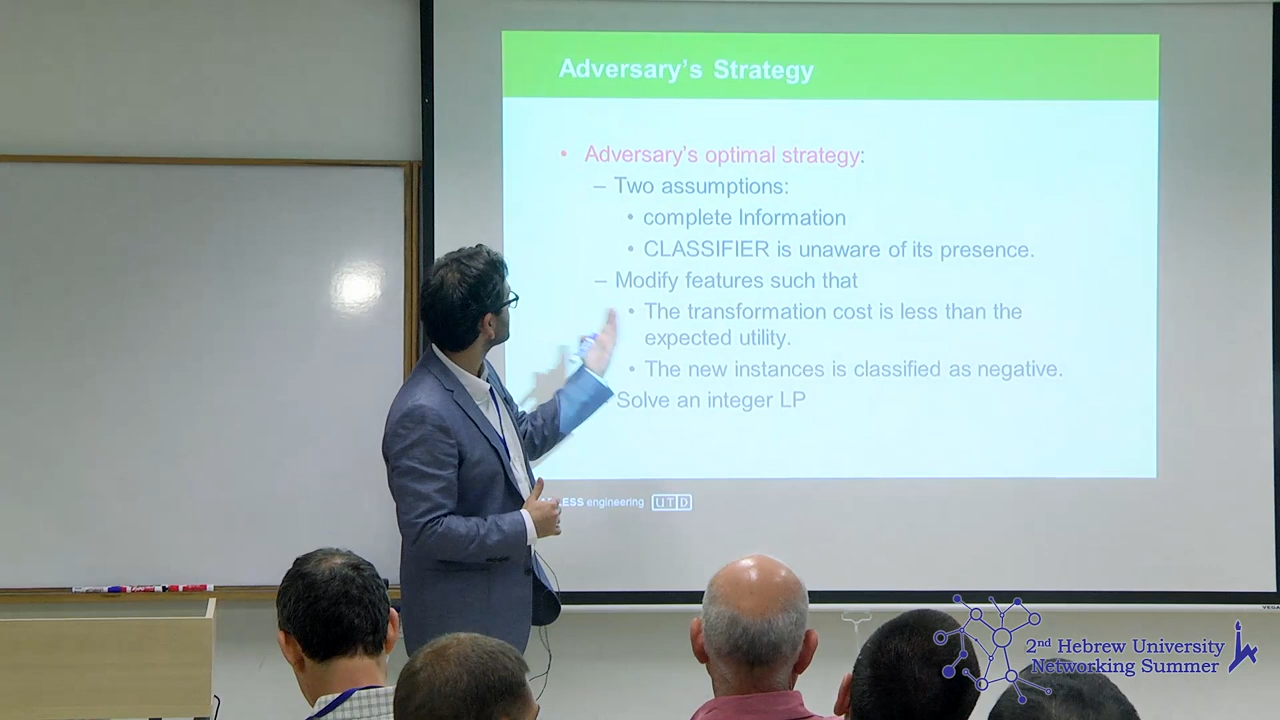 Adversary's Strategy
• Adversary's optimal strategy:
– Two assumptions:
• complete Information
• CLASSIFIER is unaware of its presence.
– Modify features such that
• The transformation cost is less than the
expected utility.
• The new instances is classified as negative.
Solve an integer LP
ESS engineering UTD
2nd Hebrew University
Networking Summer